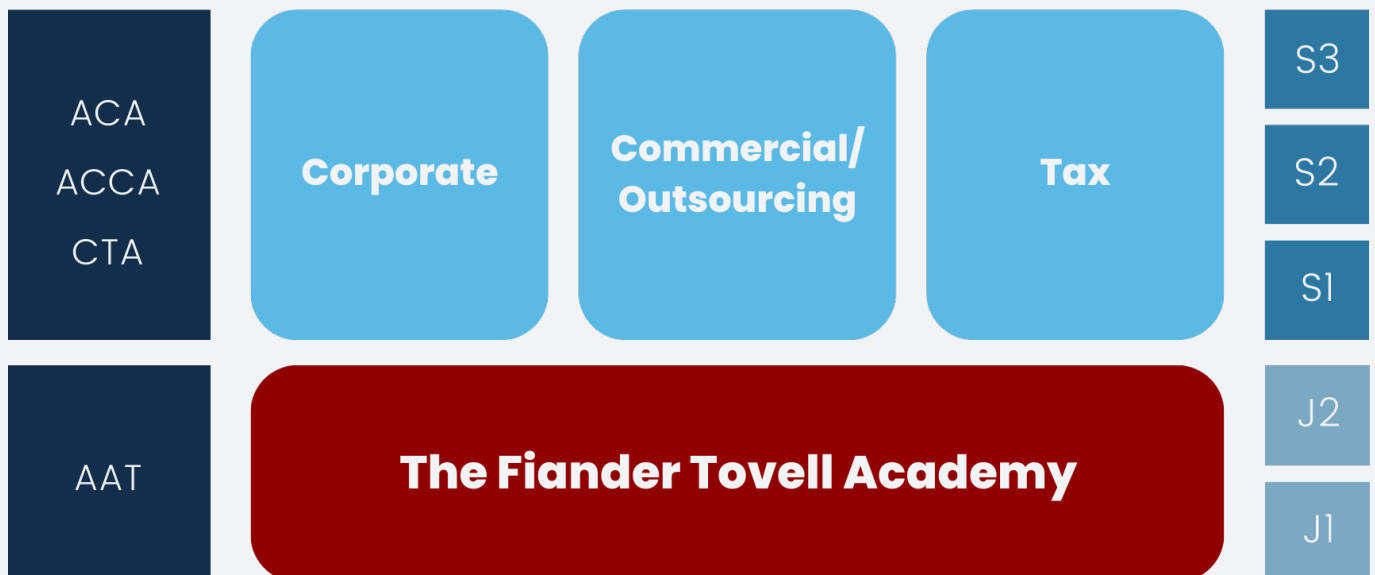 ACA
ACCA
CTA
Corporate
Commercial/
Outsourcing
Tax
S3
S2
S1
AAT
The Fiander Tovell Academy
J2
J1